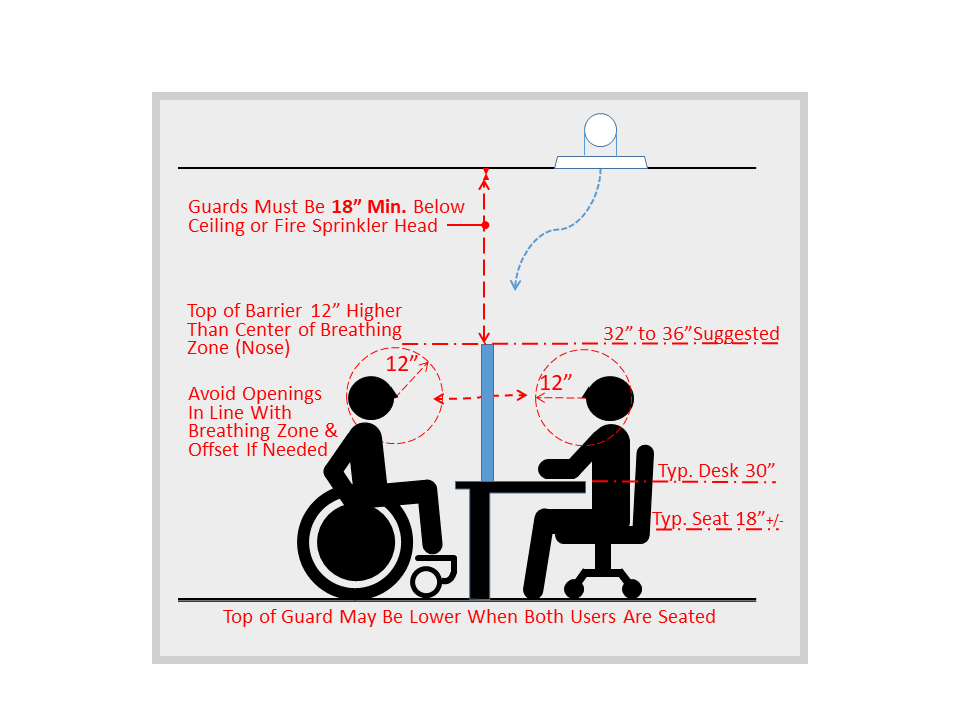 Guards Must Be 18” Min. Below
Ceiling or Fire Sprinkler Head
Top of Barrier 12” Higher
Than Center of Breathing
Zone (Nose)
32” to 36”Suggested
12”
12”
Avoid Openings
In Line With
Breathing Zone &
Offset If Needed
Typ. Desk 30”
Typ. Seat 18”+/-
Top of Guard May Be Lower When Both Users Are Seated